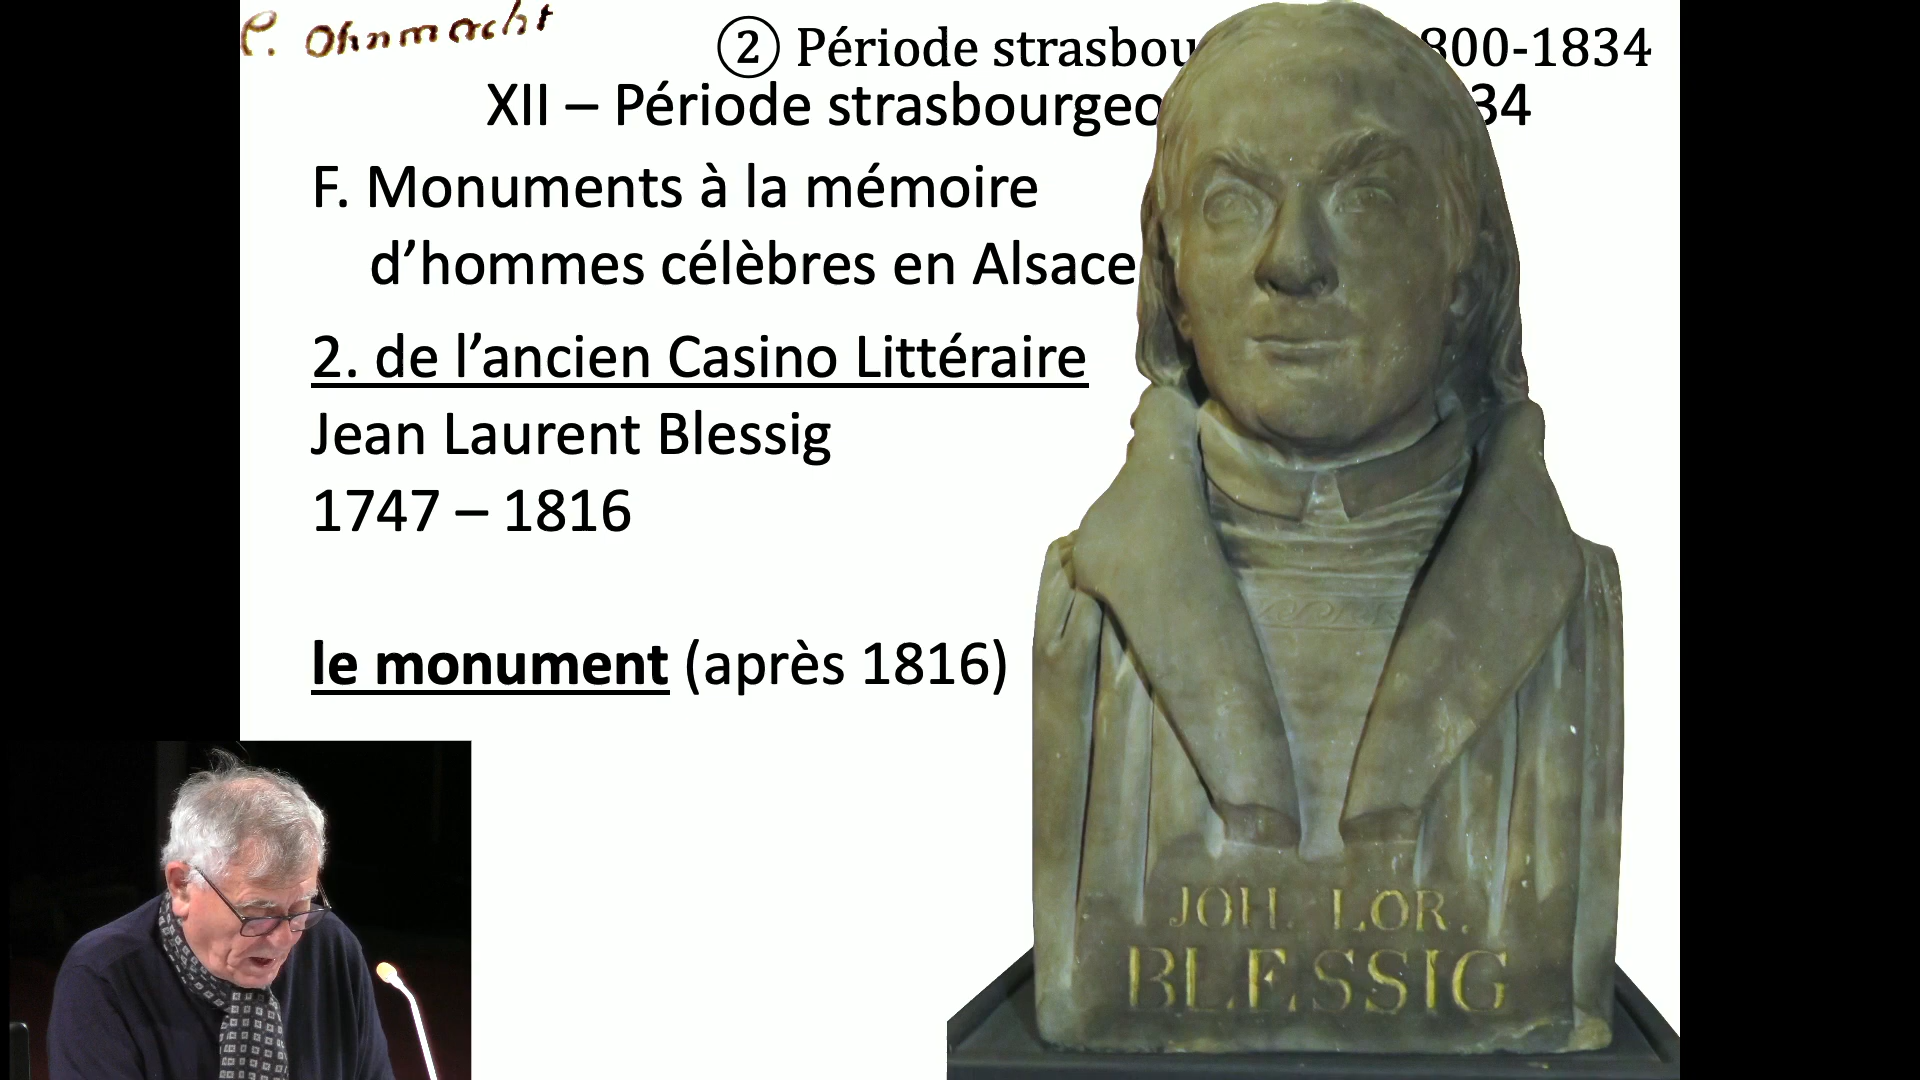 P. Ohnmacht
② Période strasbou 800-1834
XII – Période strasbourgeo 34
F. Monuments à la mémoire
d’hommes célèbres en Alsace
2. de l’ancien Casino Littéraire
Jean Laurent Blessig
1747 – 1816
le monument (après 1816)
JOH. LOR.
BLESSIG